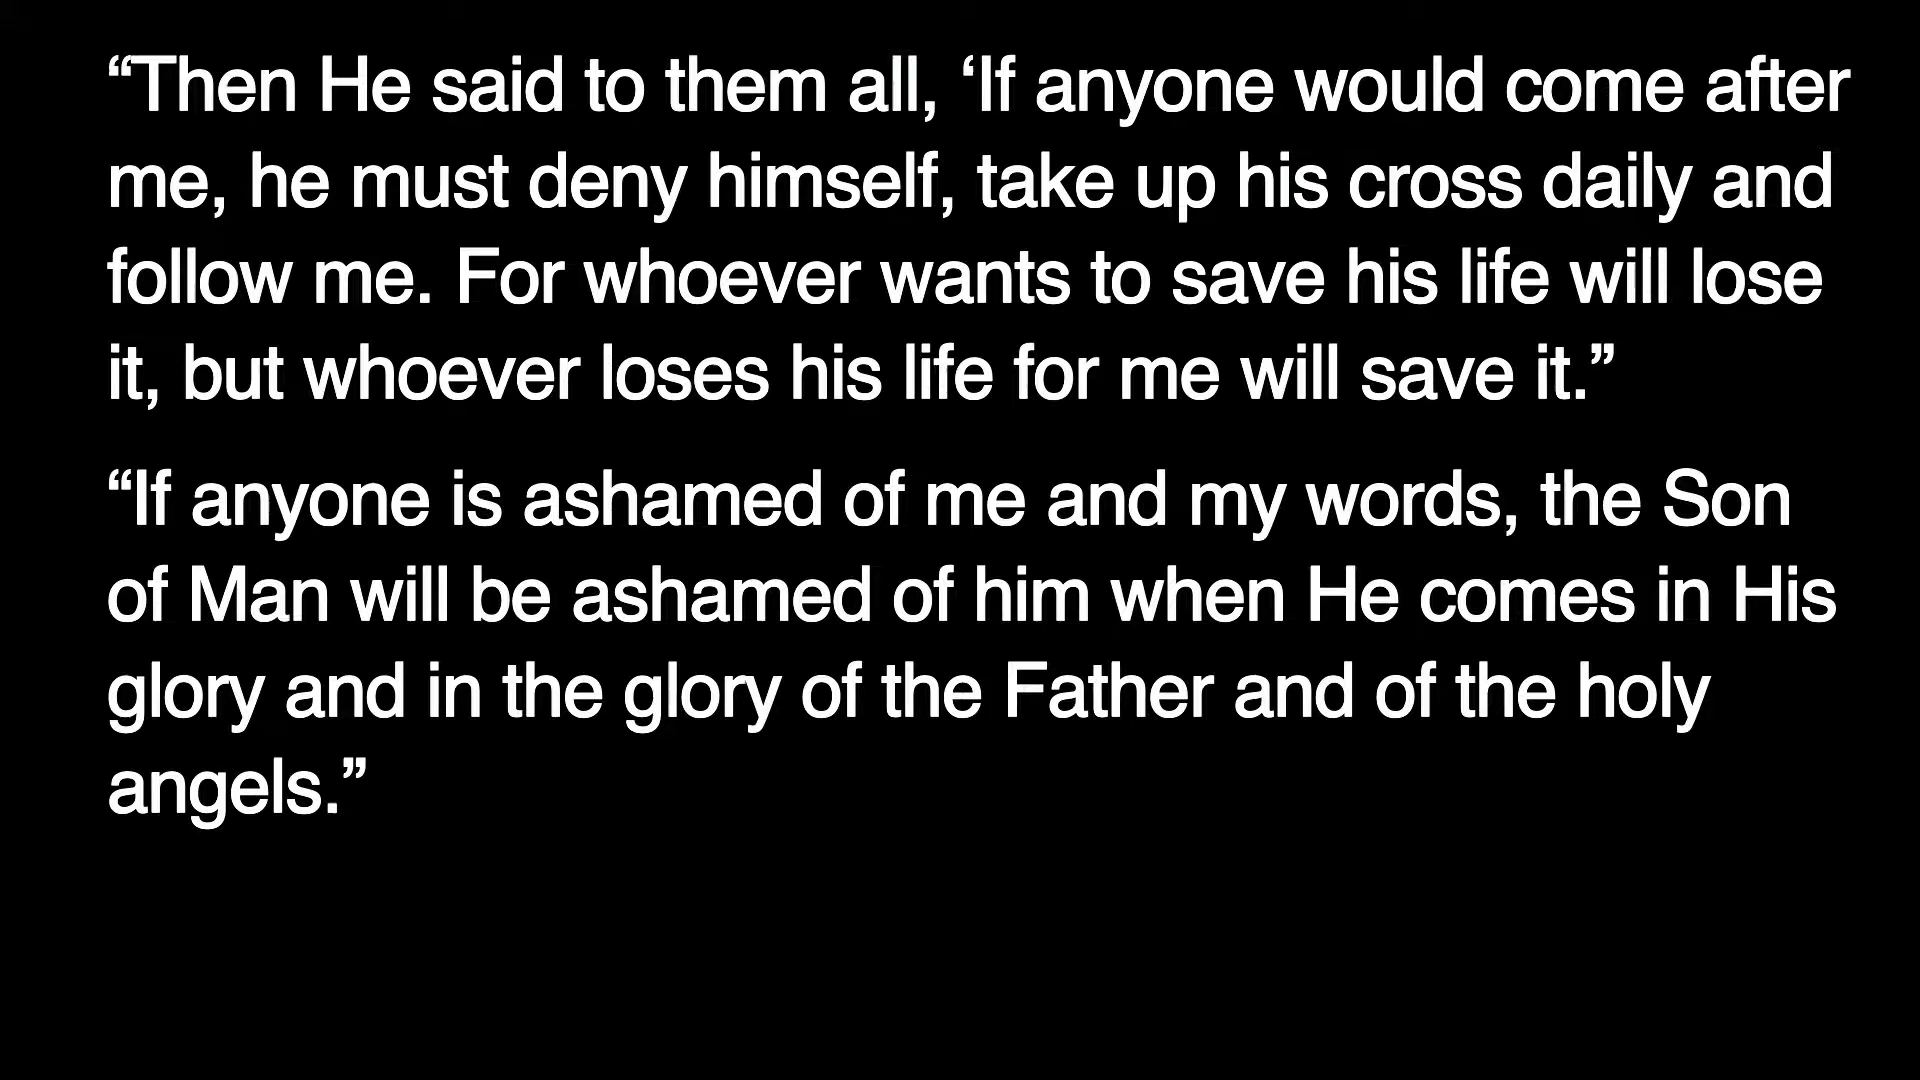 “Then He said to them all, ‘If anyone would come after
me, he must deny himself, take up his cross daily and
follow me. For whoever wants to save his life will lose
it, but whoever loses his life for me will save it.”
“If anyone is ashamed of me and my words, the Son
of Man will be ashamed of him when He comes in His
glory and in the glory of the Father and of the holy
angels.”